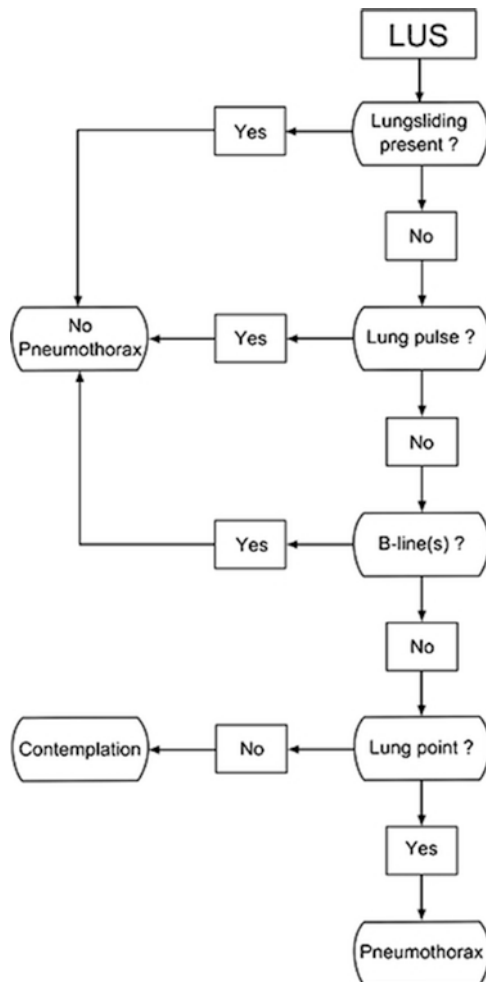 LUS
Yes
Lungsliding
present ?
No
No
Pneumothorax
Yes
Lung pulse ?
No
Yes
B-line(s) ?
No
Contemplation
No
Lung point ?
Yes
Pneumothorax